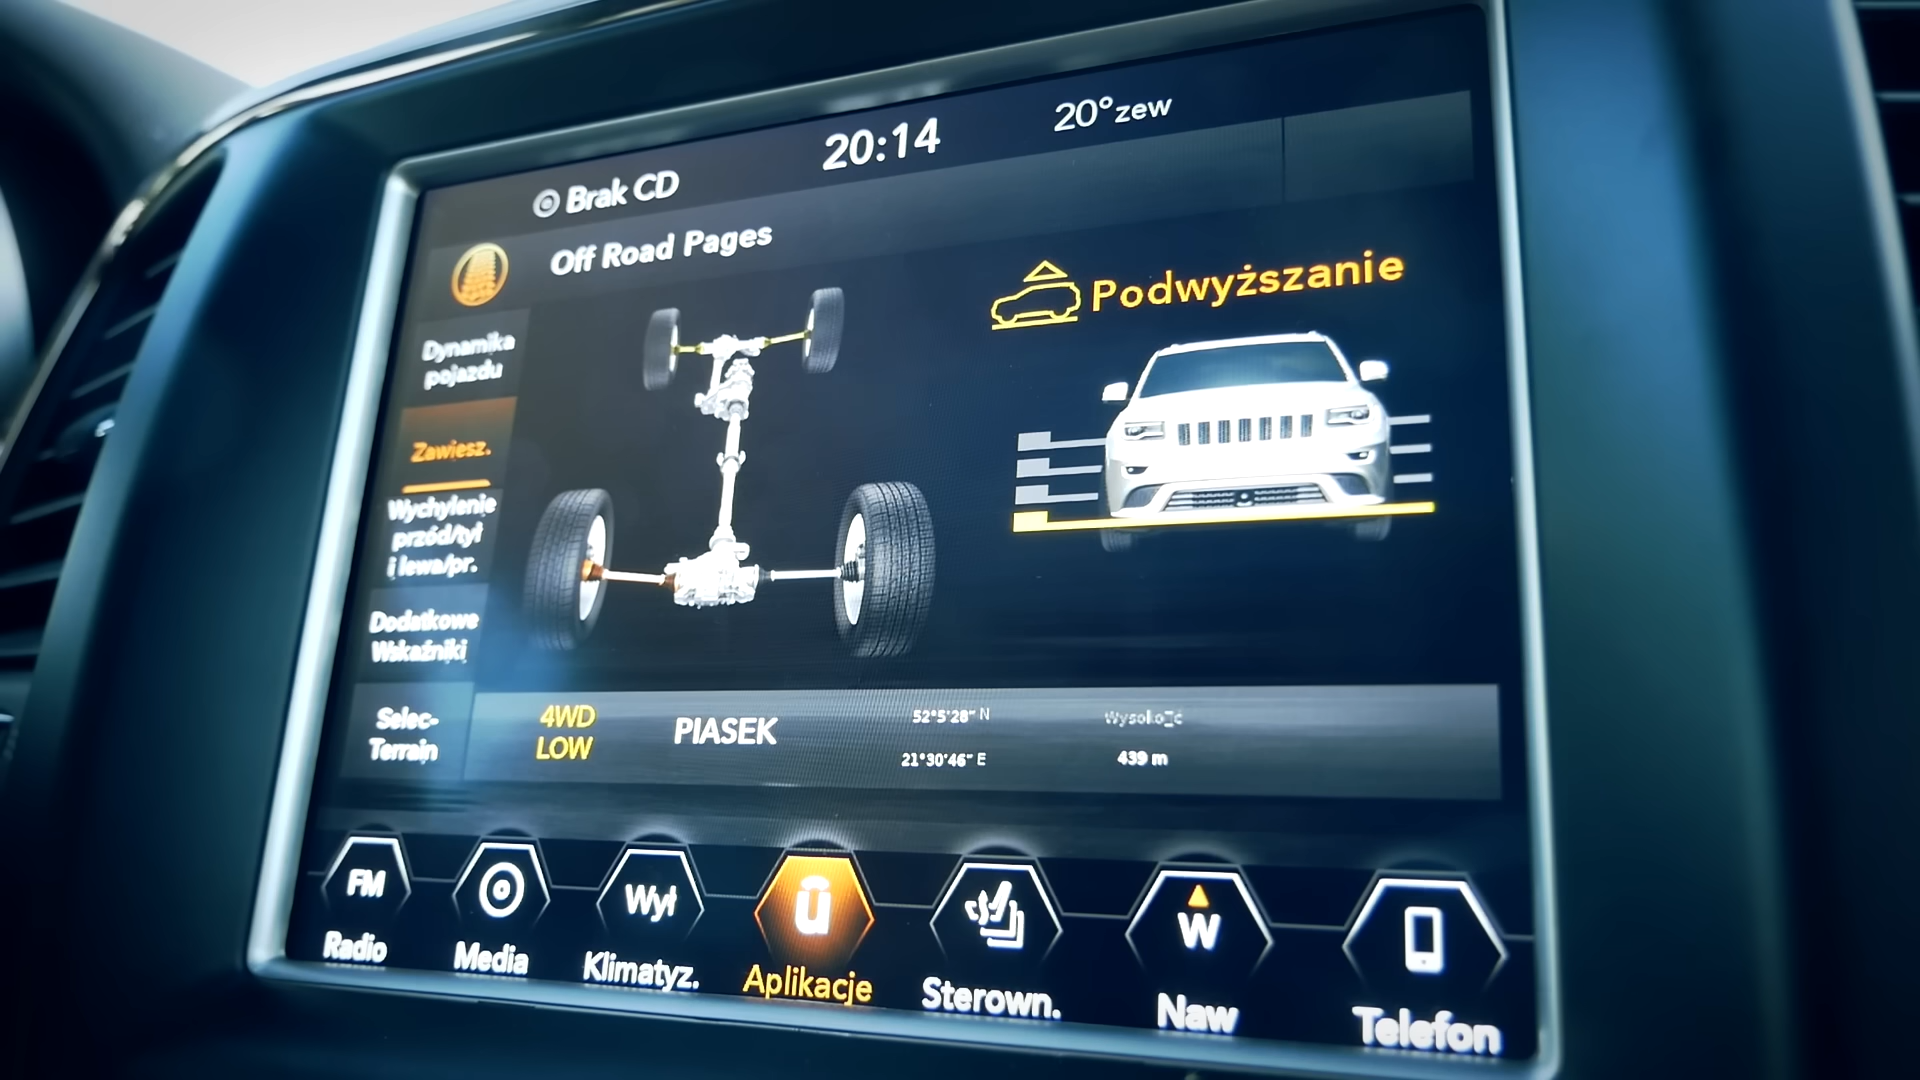 Brak CD
20:14
20°zew
Off Road Pages
Podwyższanie
Dynamika
pojazdu
Zawiesz.
Wychylenie
przód/tył
i lewa/pr.
Dodatkowe
Wskaźniki
Selec-
Terrain
4WD
LOW
PIASEK
52°5'28" N
21°30'46" E
439 m
FM
Radio
Media
Wył
Klimatyz.
û
Aplikacje
Sterown.
W
Naw
Telefon